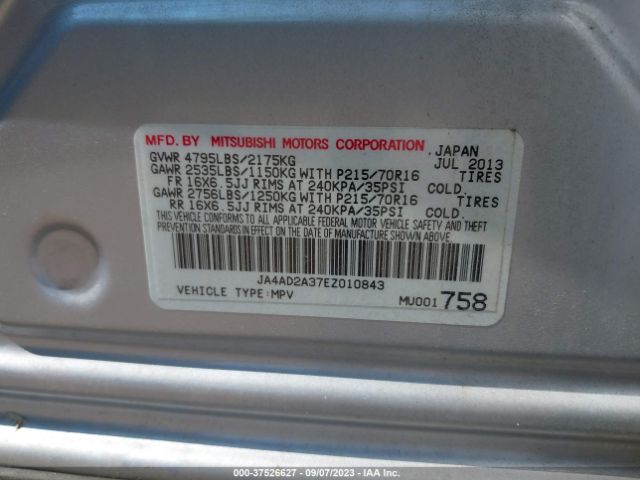 MFD. BY MITSUBISHI MOTORS CORPORATION. JAPAN
GVWR 4795LBS/2175KG JUL 2013
GAWR 2535LBS/1150KG WITH P215/70R16 TIRES
FR 16X6.5JJ RIMS AT 240KPA/35PSI COLD.
GAWR 2756LBS/1250KG WITH P215/70R16 TIRES
RR 16X6.5JJ RIMS AT 240KPA/35PSI COLD.
THIS VEHICLE CONFORMS TO ALL APPLICABLE FEDERAL MOTOR VEHICLE SAFETY AND THEFT
PREVENTION STANDARDS IN EFFECT ON THE DATE OF MANUFACTURE SHOWN ABOVE.
JA4AD2A37EZ010843
VEHICLE TYPE:MPV MU001 758
000-37526627 - 09/07/2023 - IAA Inc.